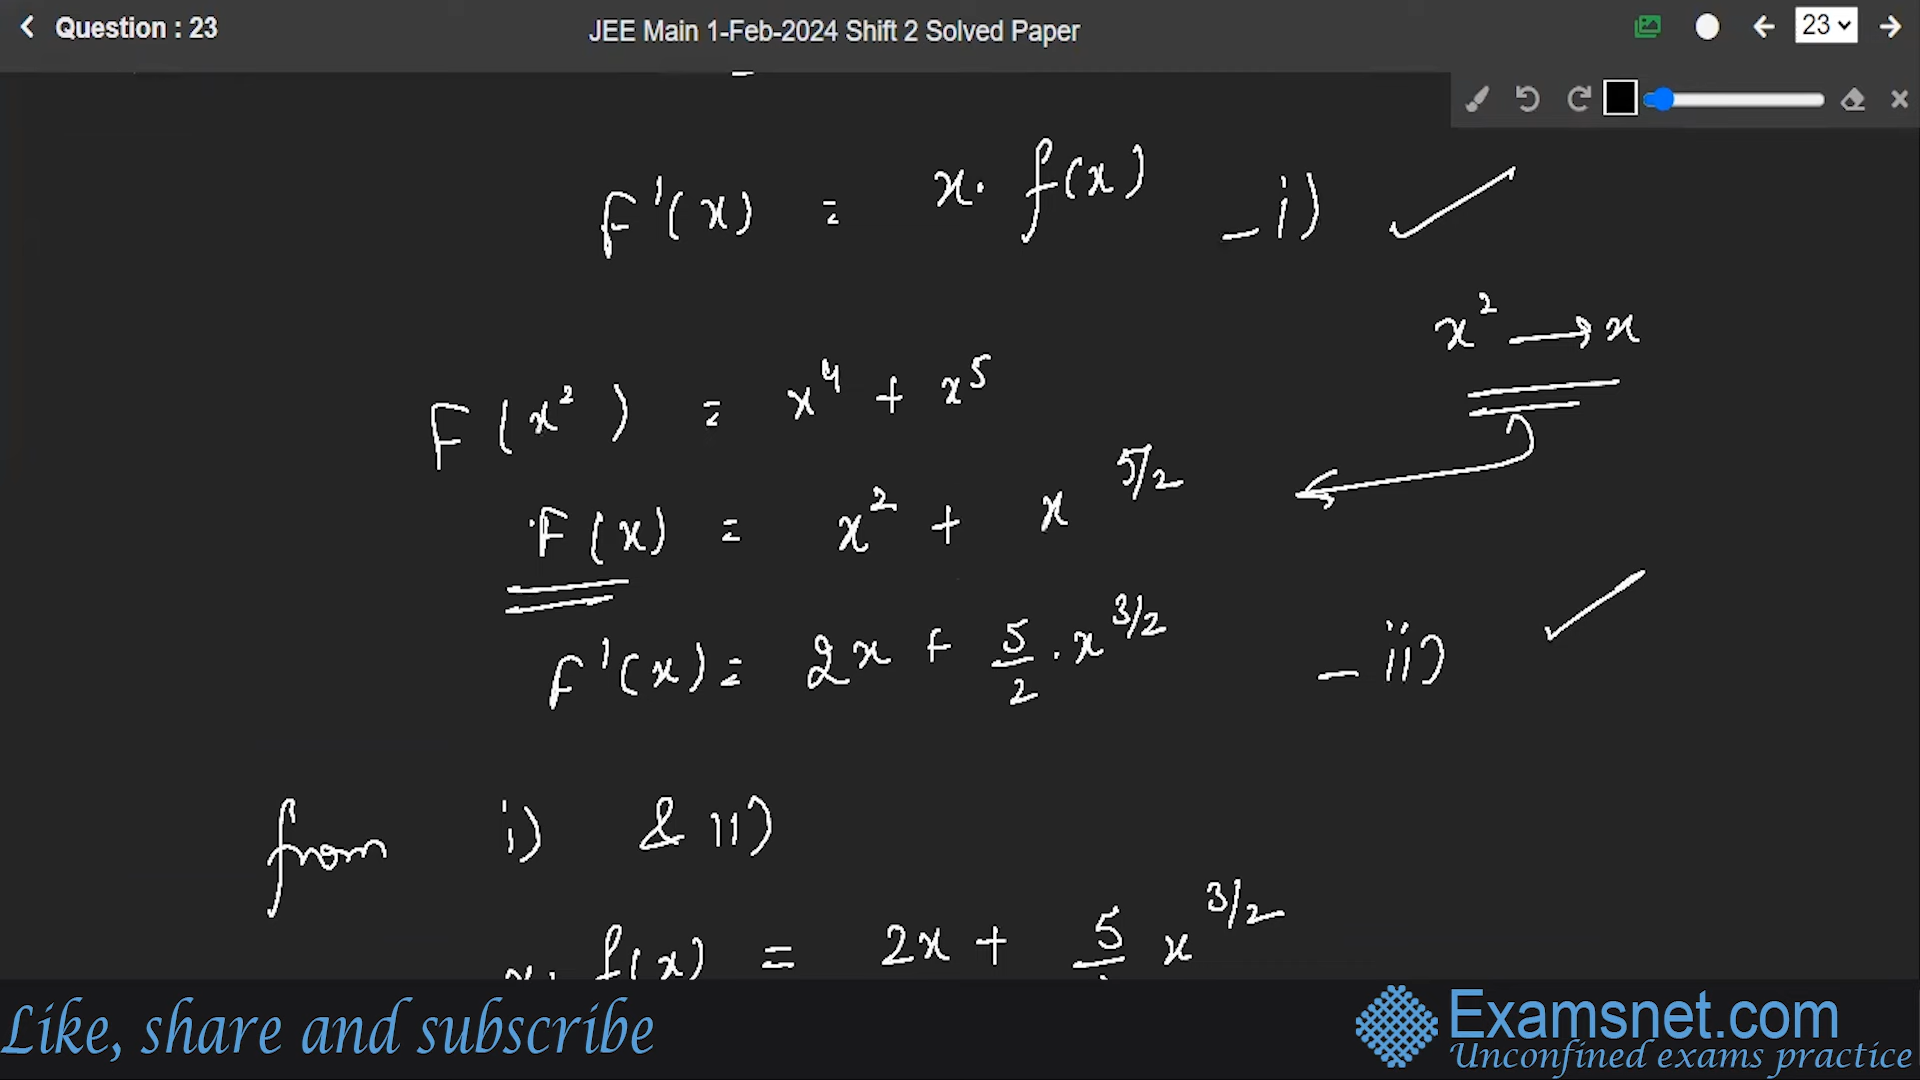 Question : 23
JEE Main 1-Feb-2024 Shift 2 Solved Paper
23
F'(x) = x. f(x) - i)
x² → x
F(x²) = x⁴ + x⁵
F(x) = x² + x^5/2
F'(x) = 2x + 5/2 . x^3/2 - ii)
from i) & ii)
x. f(x) = 2x + 5/ x^3/2
Like, share and subscribe
Examsnet.com
Unconfined exams practice